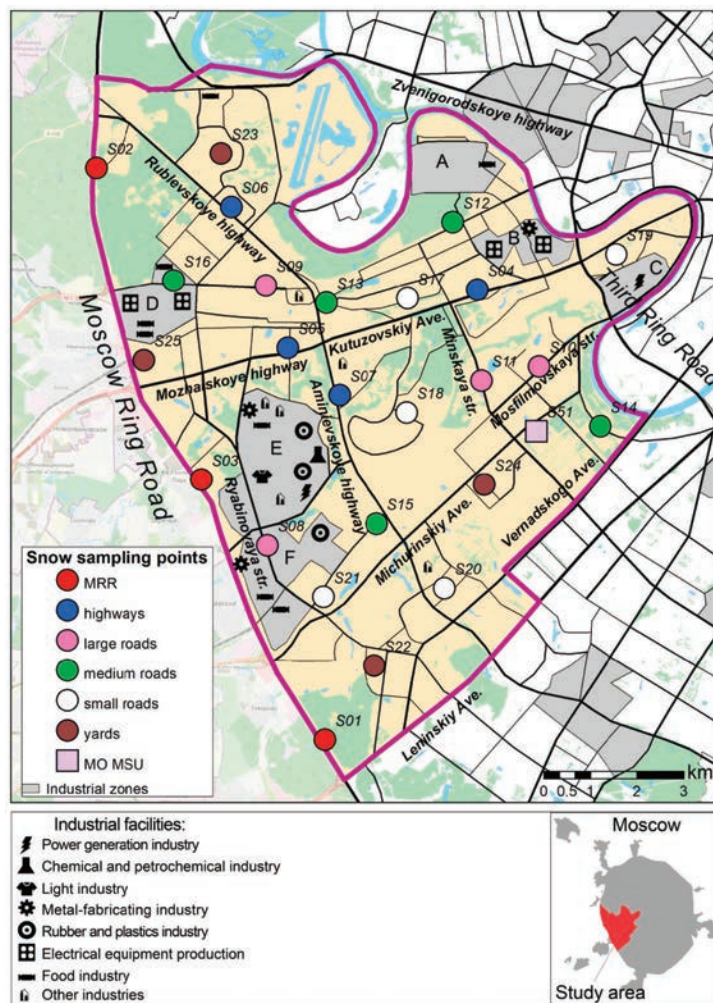 Zvenigorodskoye highway
S02
S23
Rublevskoye highway
S06
A
S12
B
S19
S16
S09
S13
S17
S04
C
D
Third Ring Road
S05
Kutuzovskiy Ave.
Minskaya str.
S25
Mozhaiskoye highway
S07
S11
S10
Mosfilmovskaya str.
S18
S51
S14
Moscow Ring Road
E
Aminievskoye highway
S03
Ryabinovaya str.
S24
Vernadskogo Ave.
S08
S15
Michurinskiy Ave.
F
S21
S20
S22
S01
Leninskiy Ave.
Snow sampling points
MRR
highways
large roads
medium roads
small roads
yards
MO MSU
Industrial zones
km
0 0.5 1 2 3
Industrial facilities:
Power generation industry
Chemical and petrochemical industry
Light industry
Metal-fabricating industry
Rubber and plastics industry
Electrical equipment production
Food industry
Other industries
Moscow
Study area